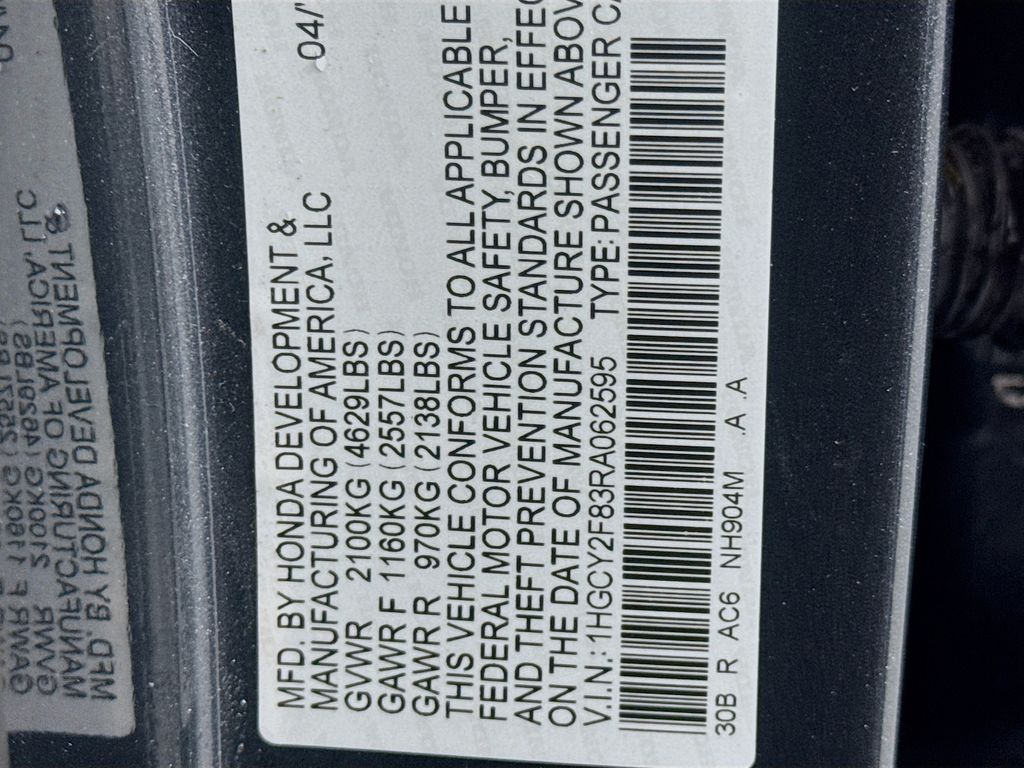 MFD. BY HONDA DEVELOPMENT &
MANUFACTURING OF AMERICA, LLC 04/
GVWR 2100KG (4629LBS)
GAWR F 1160KG (2557LBS)
GAWR R 970KG (2138LBS)
THIS VEHICLE CONFORMS TO ALL APPLICABLE
FEDERAL MOTOR VEHICLE SAFETY, BUMPER,
AND THEFT PREVENTION STANDARDS IN EFFEC
ON THE DATE OF MANUFACTURE SHOWN ABOV
V.I.N.: 1HGCY2F83RA062595 TYPE: PASSENGER CA
30B R AC6 NH904M .A .A